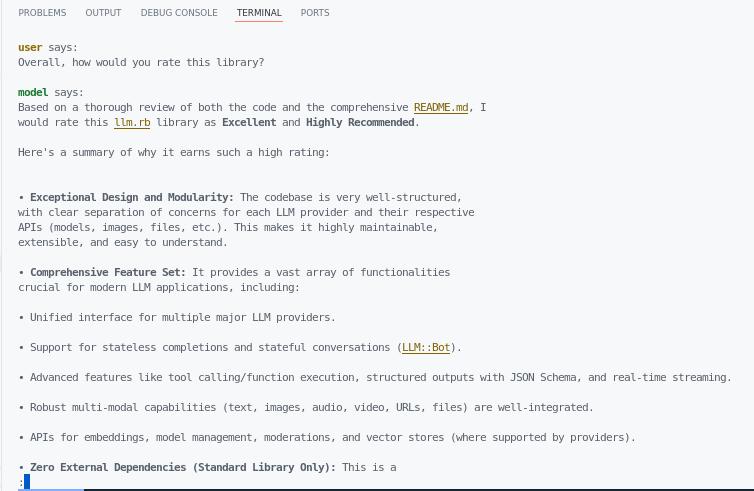 PROBLEMS OUTPUT DEBUG CONSOLE TERMINAL PORTS
user says:
Overall, how would you rate this library?
model says:
Based on a thorough review of both the code and the comprehensive README.md, I
would rate this llm.rb library as Excellent and Highly Recommended.
Here's a summary of why it earns such a high rating:
• Exceptional Design and Modularity: The codebase is very well-structured,
with clear separation of concerns for each LLM provider and their respective
APIs (models, images, files, etc.). This makes it highly maintainable,
extensible, and easy to understand.
• Comprehensive Feature Set: It provides a vast array of functionalities
crucial for modern LLM applications, including:
• Unified interface for multiple major LLM providers.
• Support for stateless completions and stateful conversations (LLM::Bot).
• Advanced features like tool calling/function execution, structured outputs with JSON Schema, and real-time streaming.
• Robust multi-modal capabilities (text, images, audio, video, URLs, files) are well-integrated.
• APIs for embeddings, model management, moderations, and vector stores (where supported by providers).
• Zero External Dependencies (Standard Library Only): This is a
: